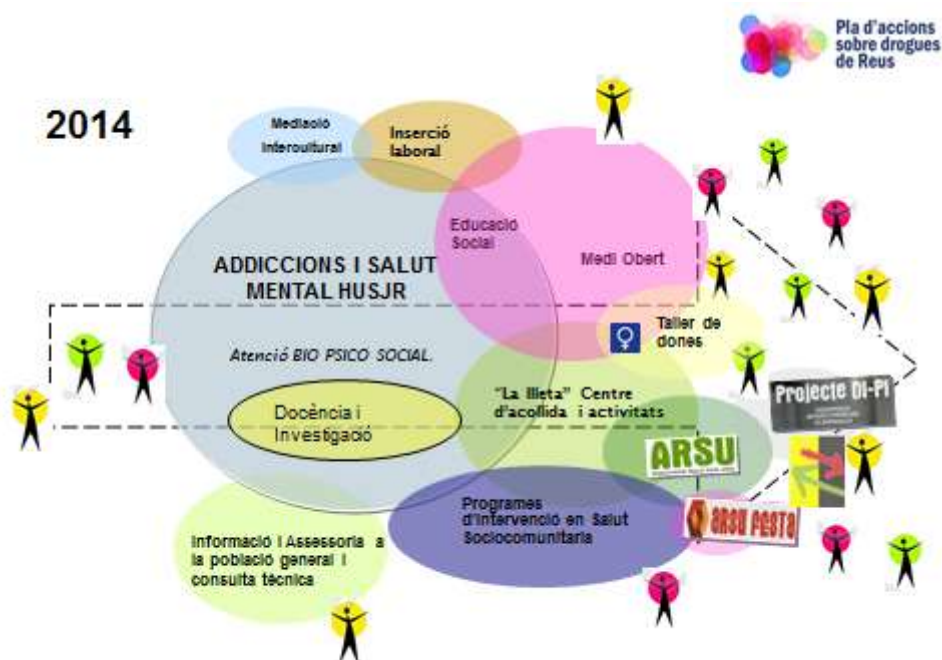 Pla d'accions
sobre drogues
de Reus
2014
Mediació
Intercultural
Inserció
laboral
Educació
Social
Medi Obert
ADDICCIONS I SALUT
MENTAL HUSJR
Taller de
dones
Atenció BIO PSICO SOCIAL.
"La Illeta" Centre
d'acollida i activitats
Projecte Di-Pi
Docència i
Investigació
ARSU
Programes
d'Intervenció en Salut
Sociocomunitaria
ARSU FESTA
Informació i Assessoria a
la població general i
consulta tècnica